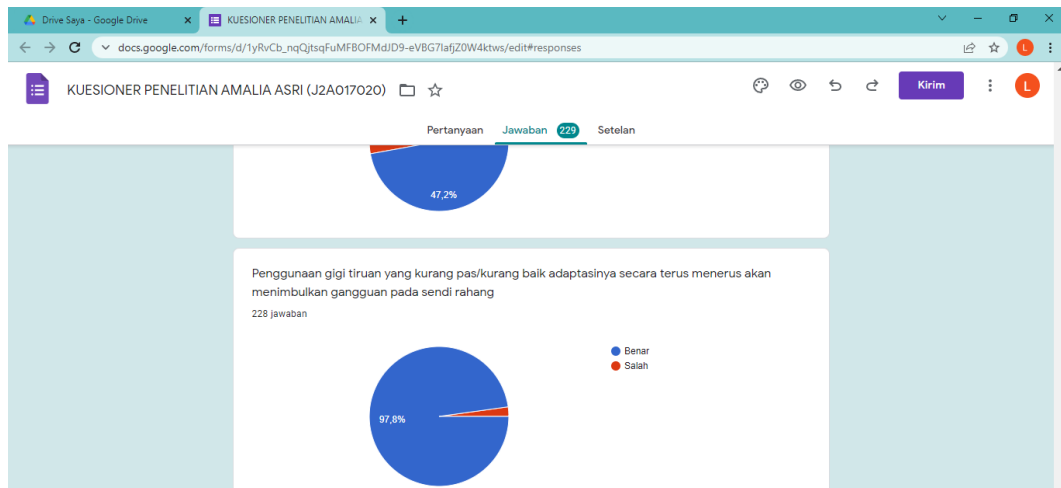 Drive Saya - Google Drive
KUESIONER PENELITIAN AMALIA
docs.google.com/forms/d/1yRvCb_nqQjtsqFuMFBOFMdJD9-eVBG7lafjZ0W4ktws/edit#responses
L
KUESIONER PENELITIAN AMALIA ASRI (J2A017020)
Kirim
L
Pertanyaan Jawaban 229 Setelan
47,2%
Penggunaan gigi tiruan yang kurang pas/kurang baik adaptasinya secara terus menerus akan
menimbulkan gangguan pada sendi rahang
228 jawaban
Benar
Salah
97,8%